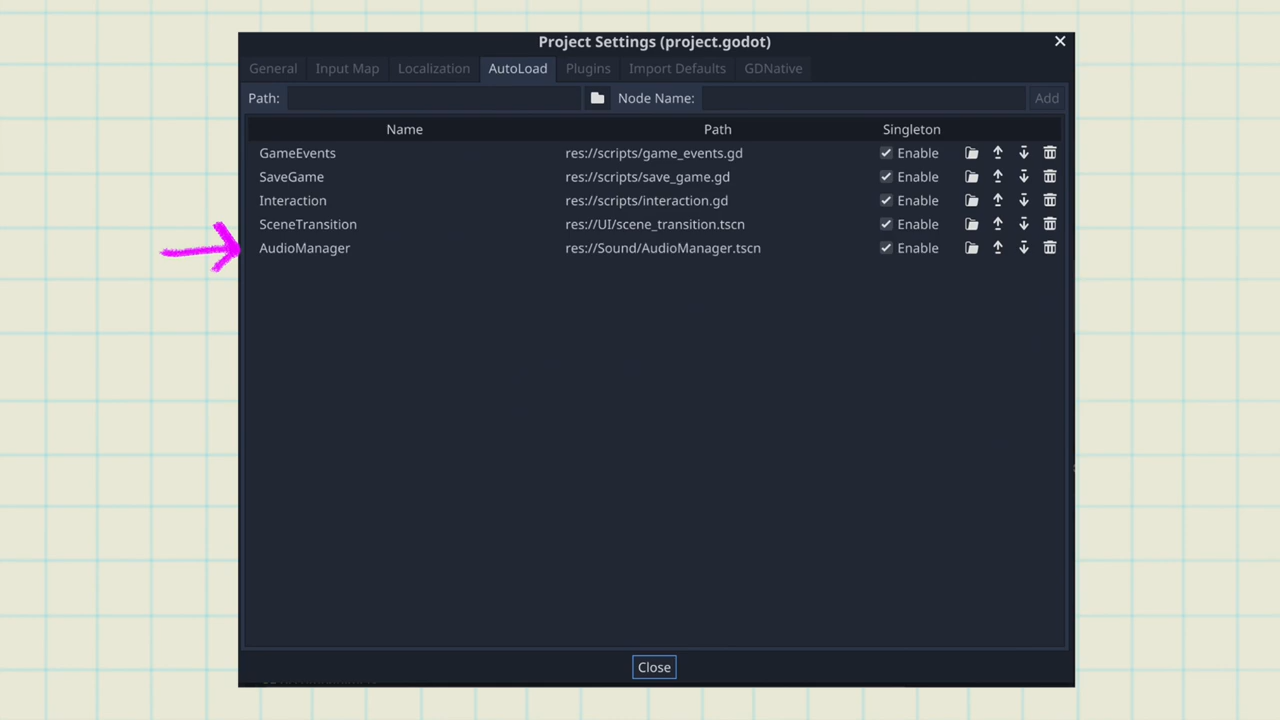 Project Settings (project.godot)
General Input Map Localization AutoLoad Plugins Import Defaults GDNative
Path: Node Name: Add
Name Path Singleton
GameEvents res://scripts/game_events.gd Enable
SaveGame res://scripts/save_game.gd Enable
Interaction res://scripts/interaction.gd Enable
SceneTransition res://UI/scene_transition.tscn Enable
AudioManager res://Sound/AudioManager.tscn Enable
Close